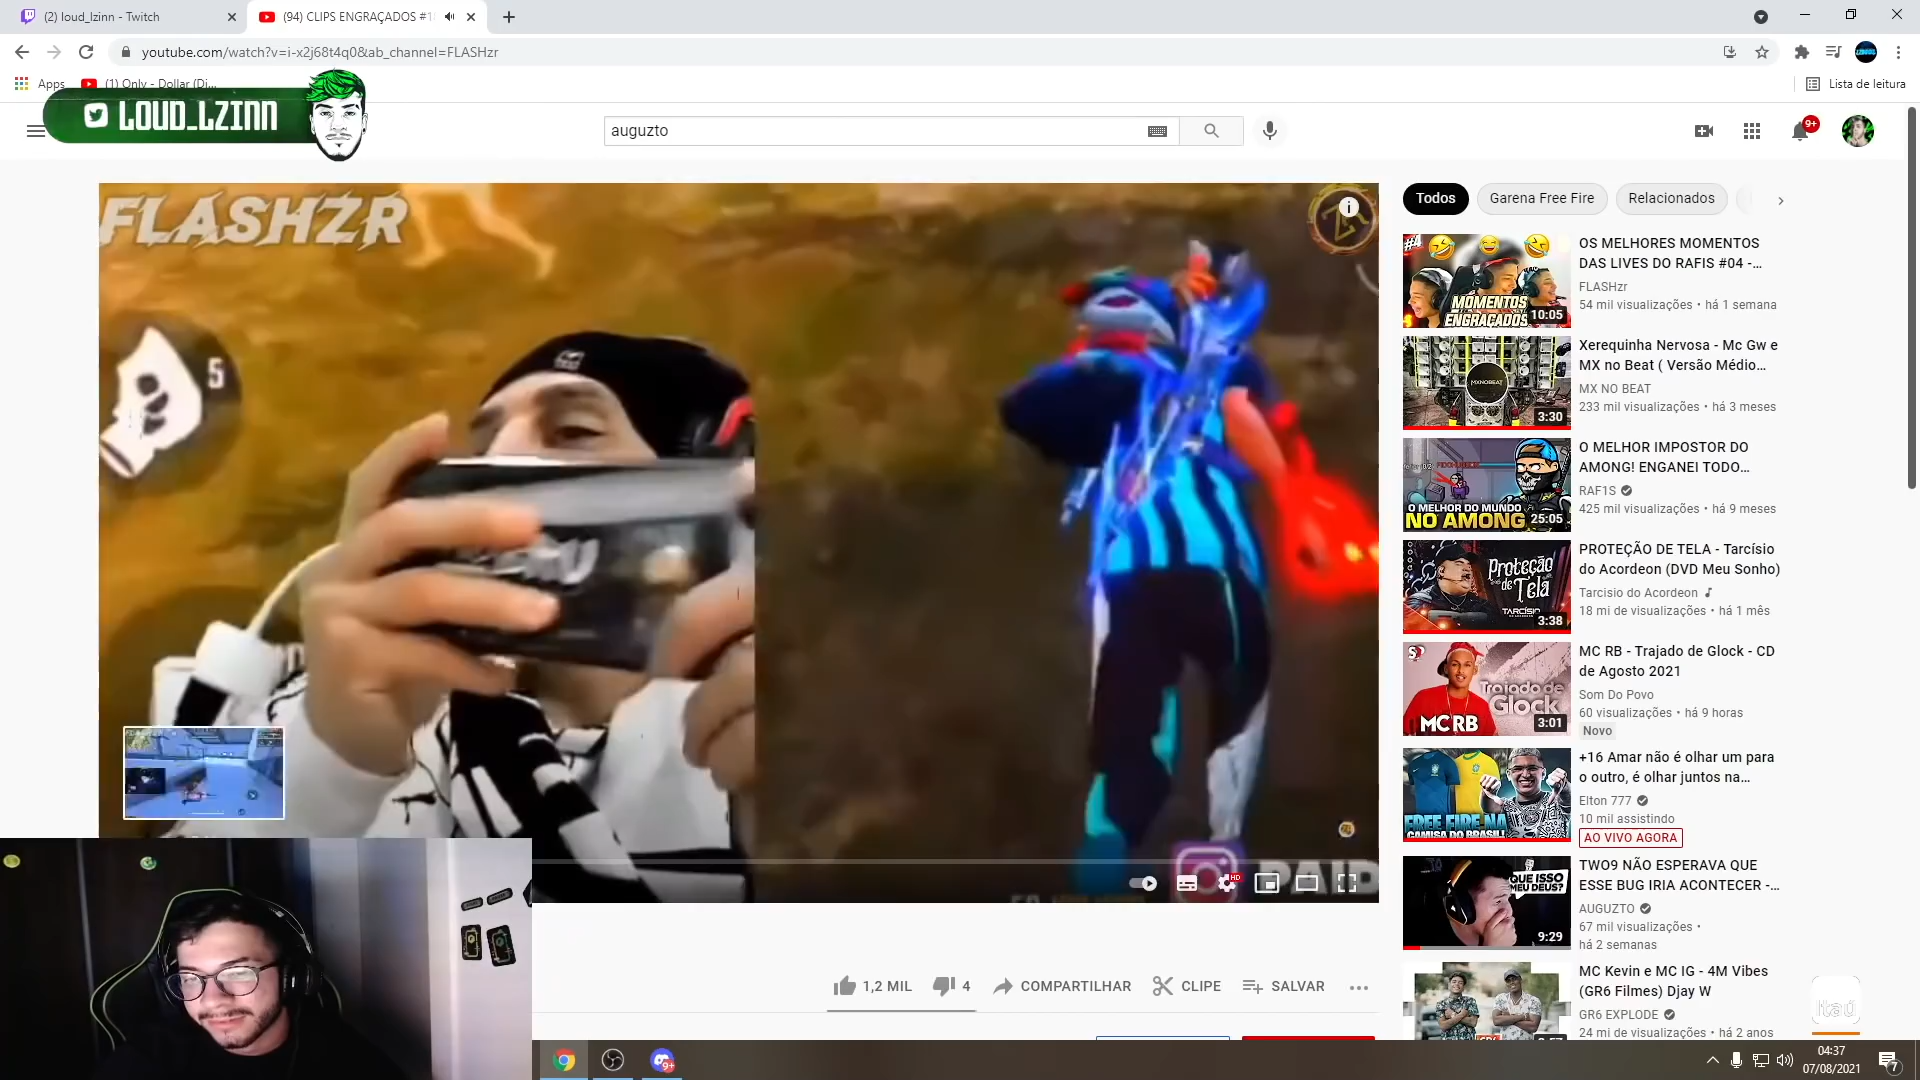 (2) loud_lzinn - Twitch
(94) CLIPS ENGRAÇADOS #1
youtube.com/watch?v=i-x2j68t4q0&ab_channel=FLASHzr
Apps
(1) Only - Dollar (Di...
Lista de leitura
LOUD_LZINN
auguzto
9+
FLASHZR
5
Todos
Garena Free Fire
Relacionados
#4
MOMENTOS
ENGRAÇADOS
10:05
OS MELHORES MOMENTOS
DAS LIVES DO RAFIS #04 -...
FLASHzr
54 mil visualizações • há 1 semana
MXNOBEAT
3:30
Xerequinha Nervosa - Mc Gw e
MX no Beat ( Versão Médio...
MX NO BEAT
233 mil visualizações • há 3 meses
O MELHOR DO MUNDO
NO AMONG
25:05
O MELHOR IMPOSTOR DO
AMONG! ENGANEI TODO...
RAF1S
425 mil visualizações • há 9 meses
Proteção
de Tela
TARCÍSIO
3:38
PROTEÇÃO DE TELA - Tarcísio
do Acordeon (DVD Meu Sonho)
Tarcisio do Acordeon
18 mi de visualizações • há 1 mês
Trajado de
Glock
MC RB
3:01
MC RB - Trajado de Glock - CD
de Agosto 2021
Som Do Povo
60 visualizações • há 9 horas
Novo
FREE FIRE NA
CAMISA DO BRASIL!
+16 Amar não é olhar um para
o outro, é olhar juntos na...
Elton 777
10 mil assistindo
AO VIVO AGORA
QUE ISSO
MEU DEUS?
9:29
TWO9 NÃO ESPERAVA QUE
ESSE BUG IRIA ACONTECER -...
AUGUZTO
67 mil visualizações •
há 2 semanas
MC Kevin e MC IG - 4M Vibes
(GR6 Filmes) Djay W
GR6 EXPLODE
24 mi de visualizações • há 2 anos
Itaú
HD
RAID
1,2 MIL
4
COMPARTILHAR
CLIPE
SALVAR
9+
04:37
07/08/2021
7